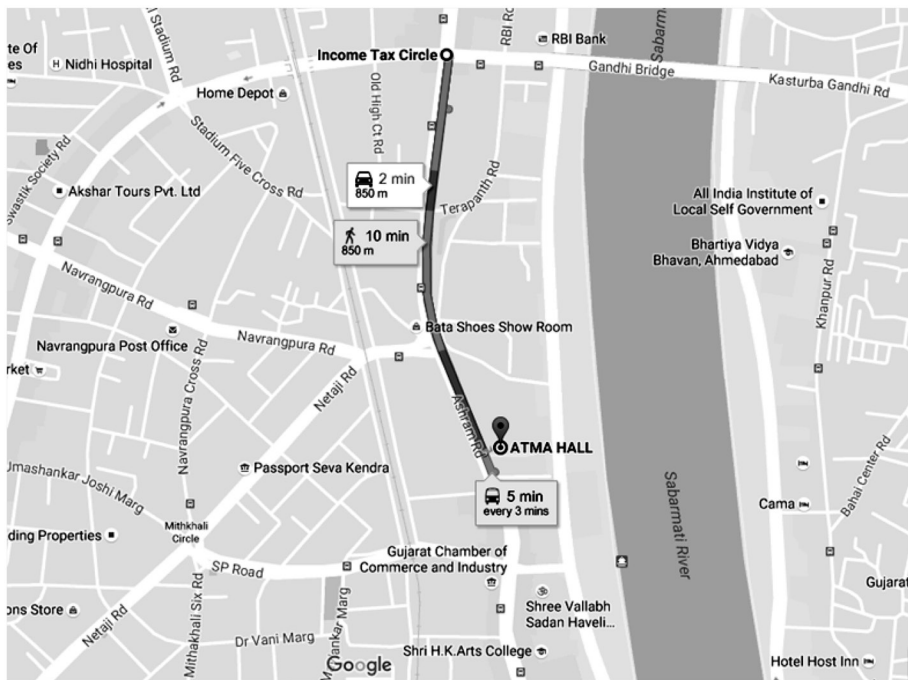 Income Tax Circle
RBI Rd
RBI Bank
Sabarmati
Nidhi Hospital
Gandhi Bridge
Kasturba Gandhi Rd
Home Depot
Old High Ct Rd
Stadium Five Cross Rd
Swastik Society Rd
2 min
850 m
Akshar Tours Pvt. Ltd
Terapanth Rd
All India Institute of
Local Self Government
10 min
850 m
Bhartiya Vidya
Bhavan, Ahmedabad
Navrangpura Rd
Khanpur Rd
Bata Shoes Show Room
Navrangpura Post Office
Navrangpura Rd
Navrangpura Cross Rd
Netaji Rd
Ashram Rd
ATMA HALL
Passport Seva Kendra
5 min
every 3 mins
Sabarmati River
Cama
Bahai Center Rd
Umashankar
Joshi Marg
Mithkhali
Circle
SP Road
Gujarat Chamber of
Commerce and Industry
Gujarat
Shree Vallabh
Sadan Haveli...
Netaji Rd
Mithakhali Six Rd
Dr Vani Marg
Shri H.K.Arts College
Google
Hotel Host Inn